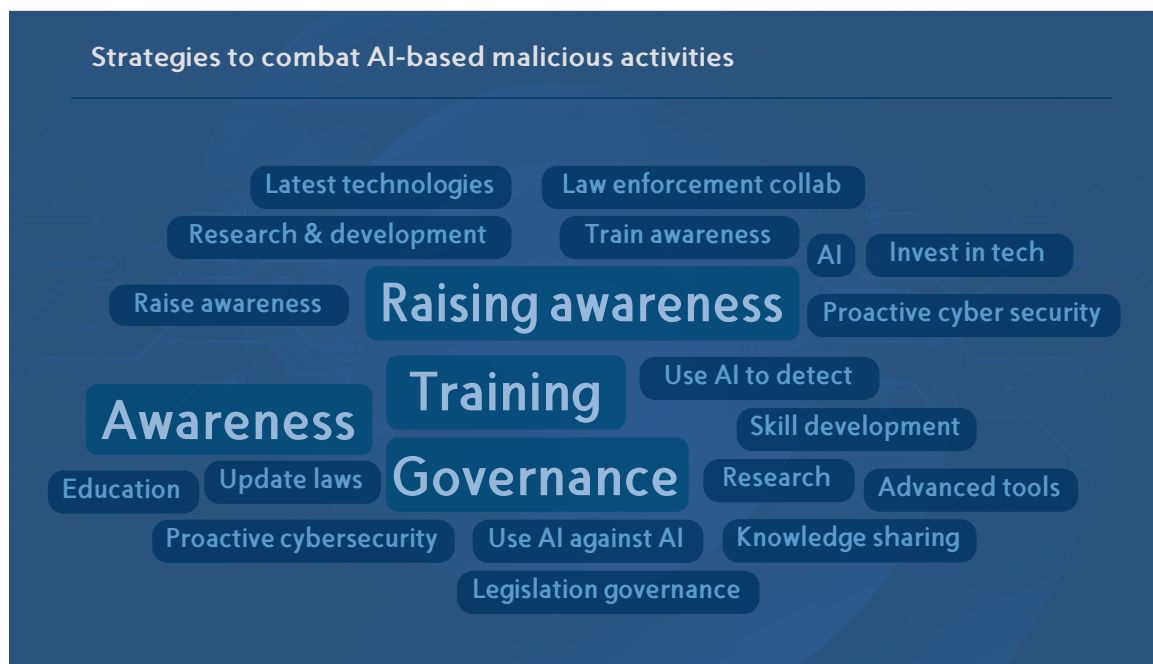 Strategies to combat AI-based malicious activities
Latest technologies
Law enforcement collab
Research & development
Train awareness
AI
Invest in tech
Raise awareness
Raising awareness
Proactive cyber security
Training
Use AI to detect
Awareness
Skill development
Education
Update laws
Governance
Research
Advanced tools
Proactive cybersecurity
Use AI against AI
Knowledge sharing
Legislation governance